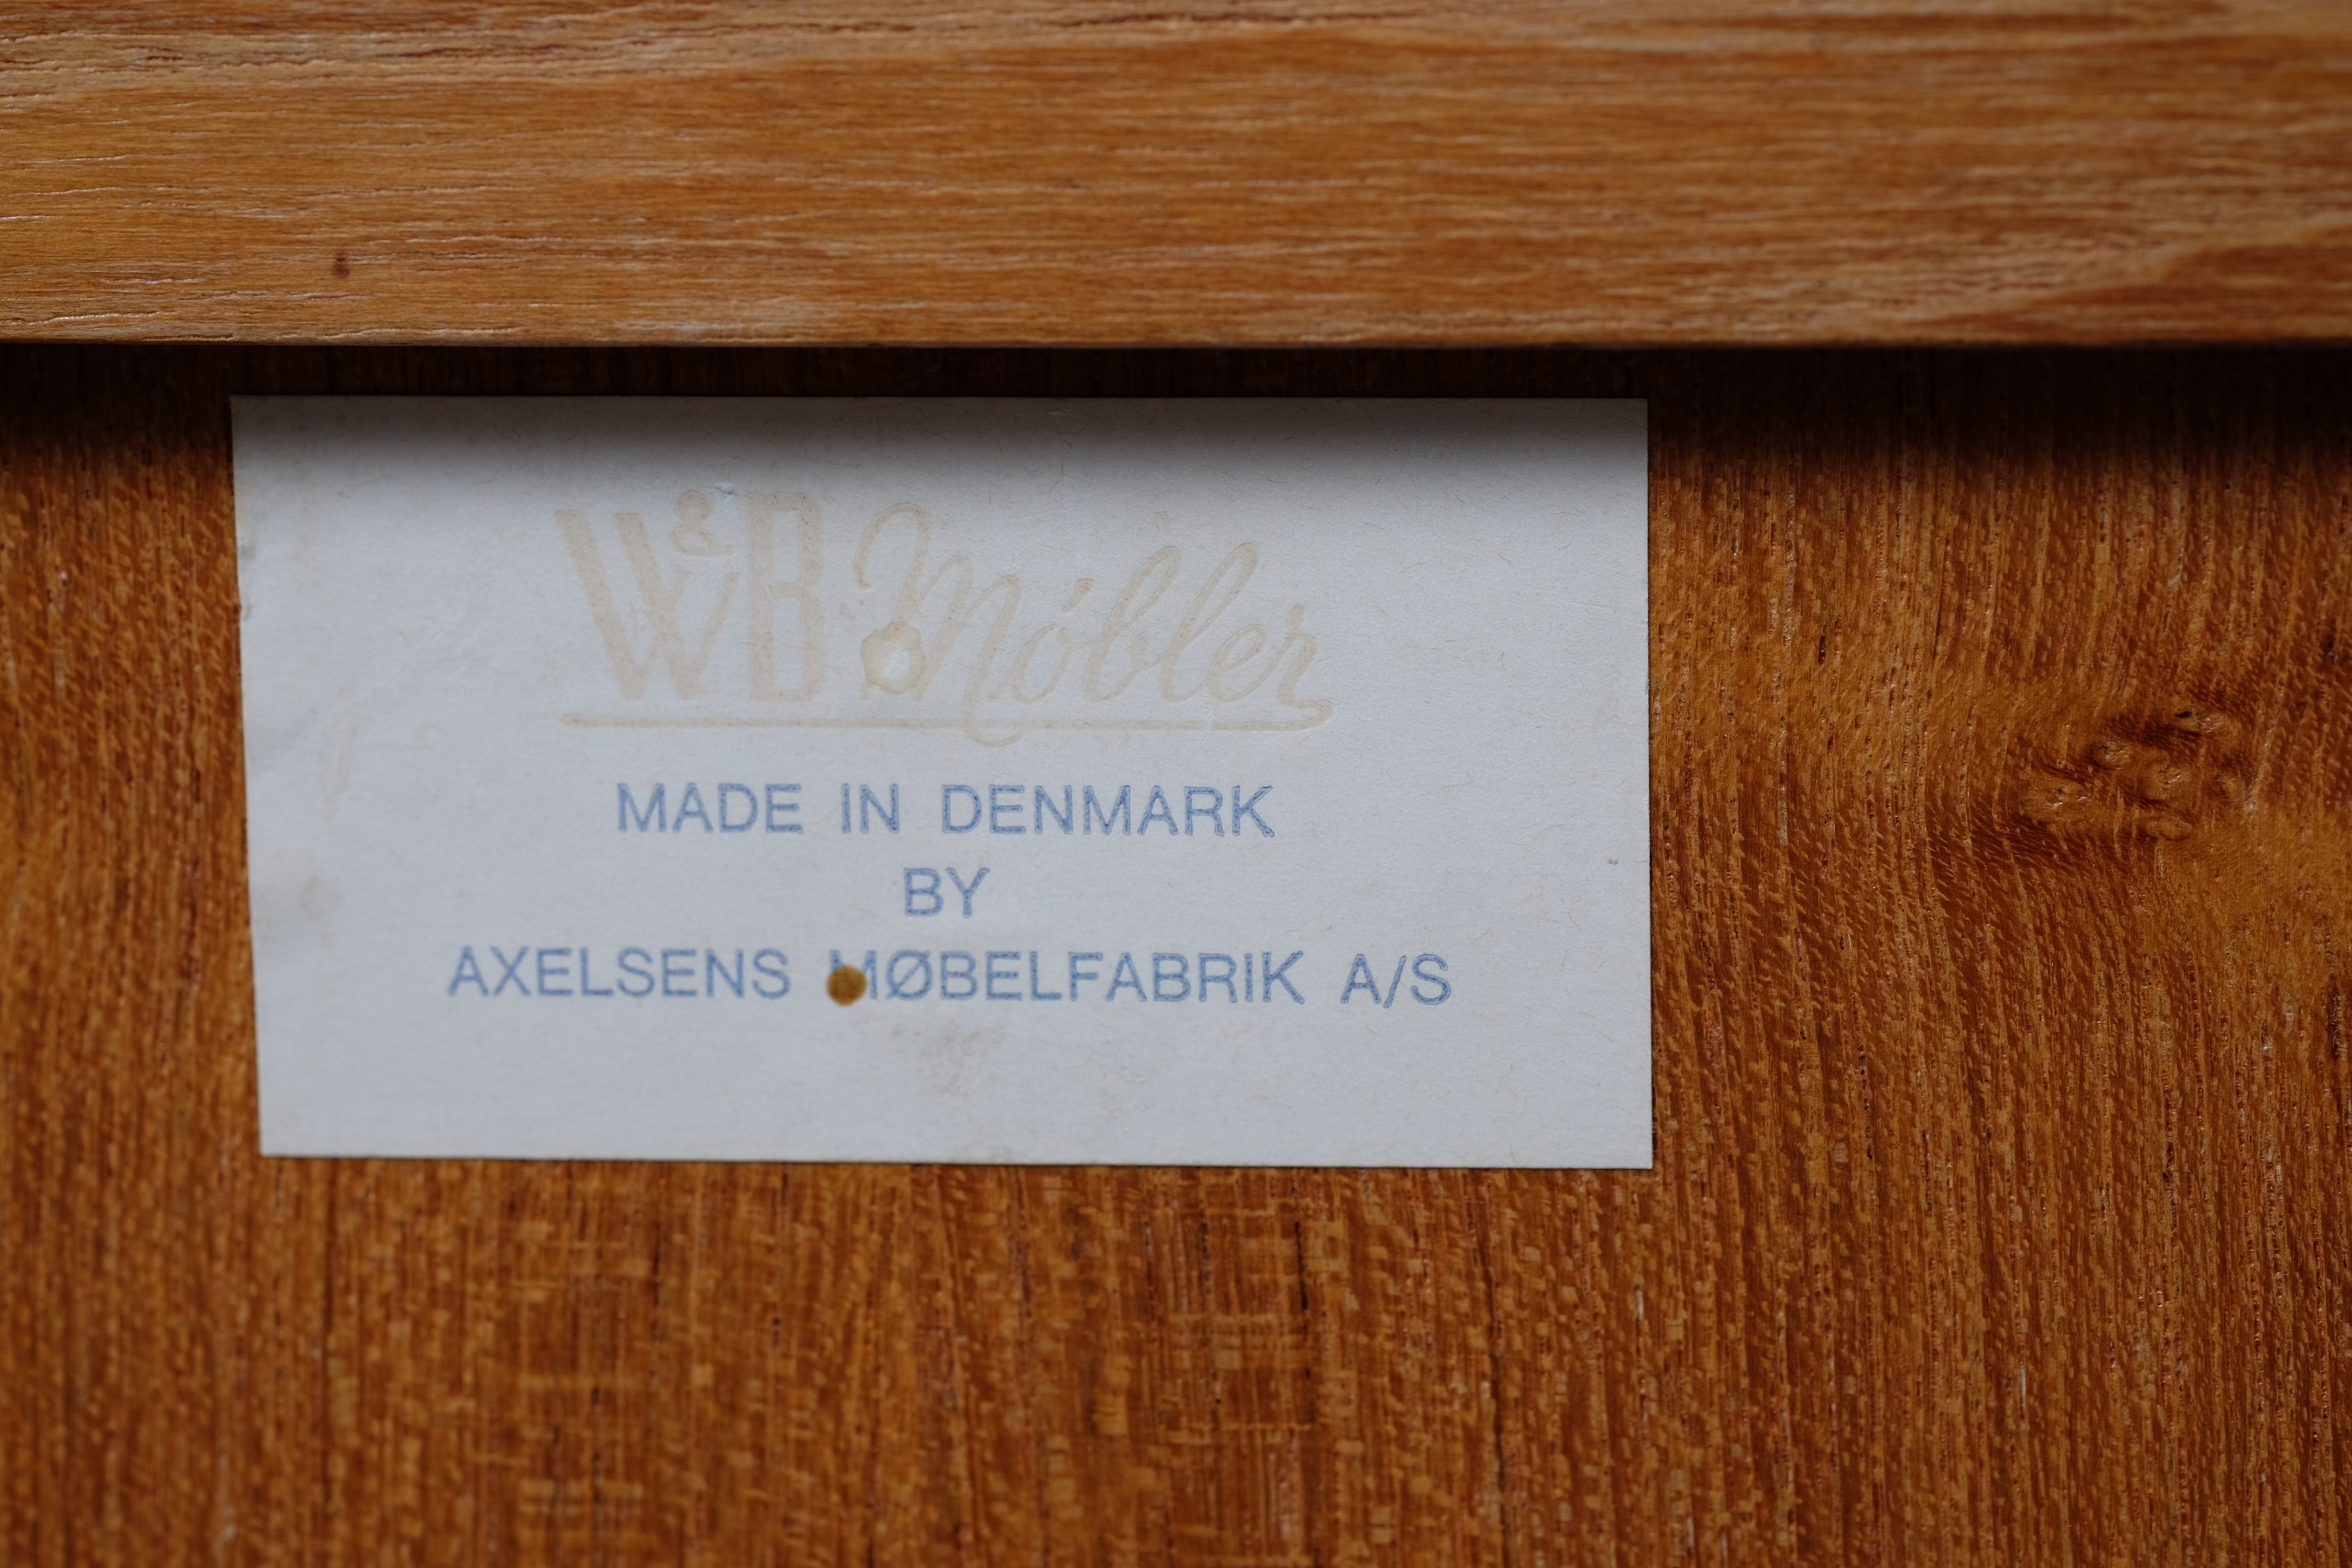 W&B Møbler
MADE IN DENMARK
BY
AXELSENS MØBELFABRIK A/S